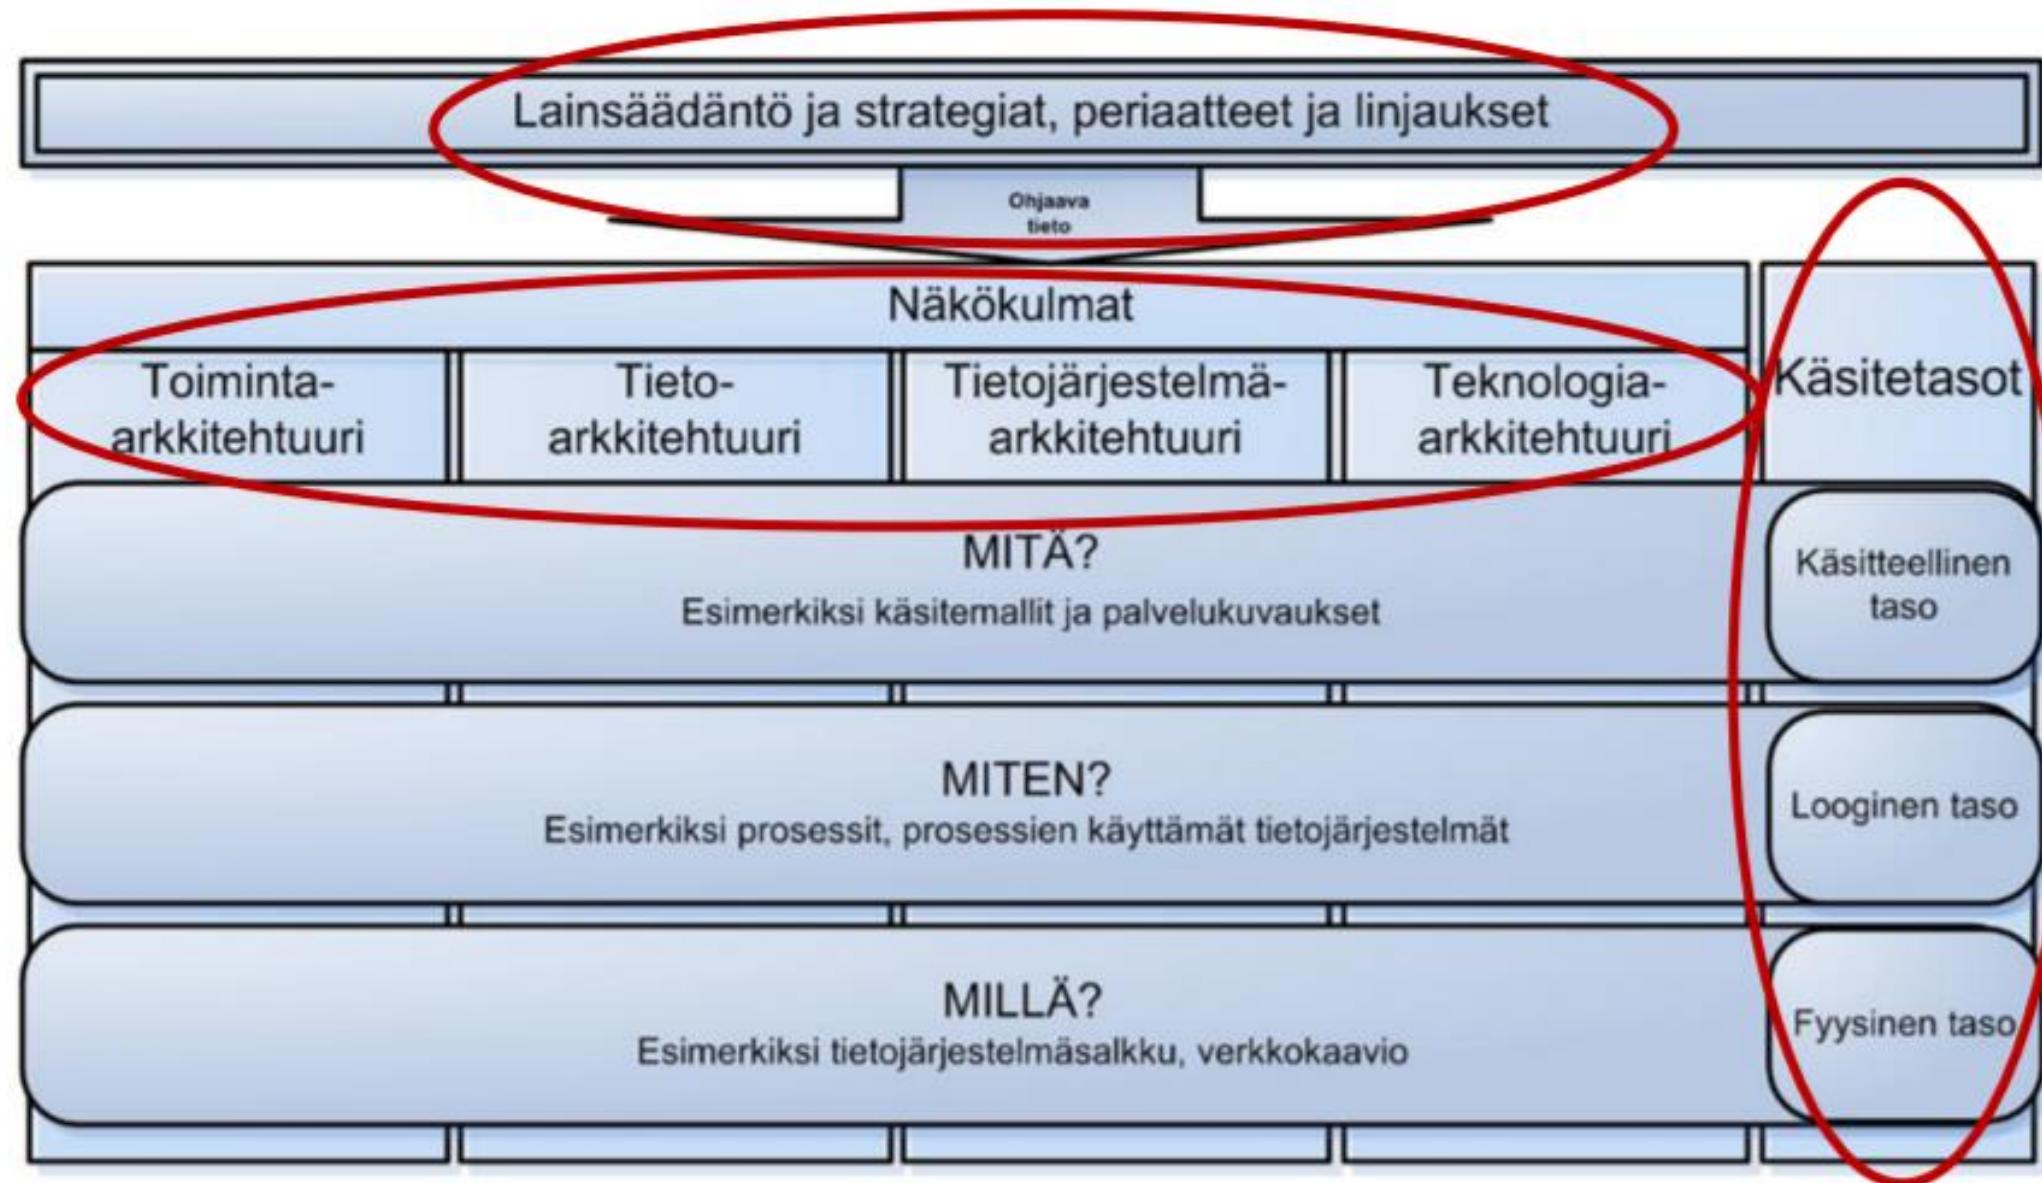 Lainsäädäntö ja strategiat, periaatteet ja linjaukset
Ohjaava
tieto
Näkökulmat
Käsitetasot
Toiminta-
arkkitehtuuri
Tieto-
arkkitehtuuri
Tietojärjestelmä-
arkkitehtuuri
Teknologia-
arkkitehtuuri
MITÄ?
Esimerkiksi käsitemallit ja palvelukuvaukset
Käsitteellinen
taso
MITEN?
Esimerkiksi prosessit, prosessien käyttämät tietojärjestelmät
Looginen taso
MILLÄ?
Esimerkiksi tietojärjestelmäsalkku, verkkokaavio
Fyysinen taso